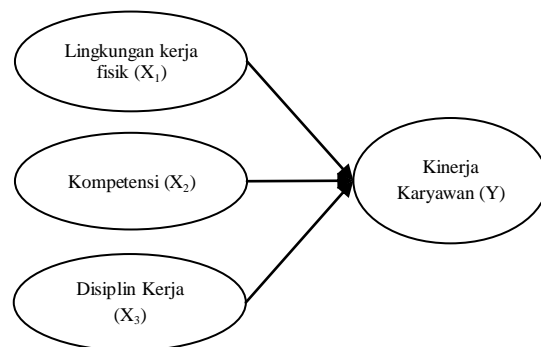 Lingkungan kerja
fisik (X₁)
Kompetensi (X₂)
Kinerja
Karyawan (Y)
Disiplin Kerja
(X₃)